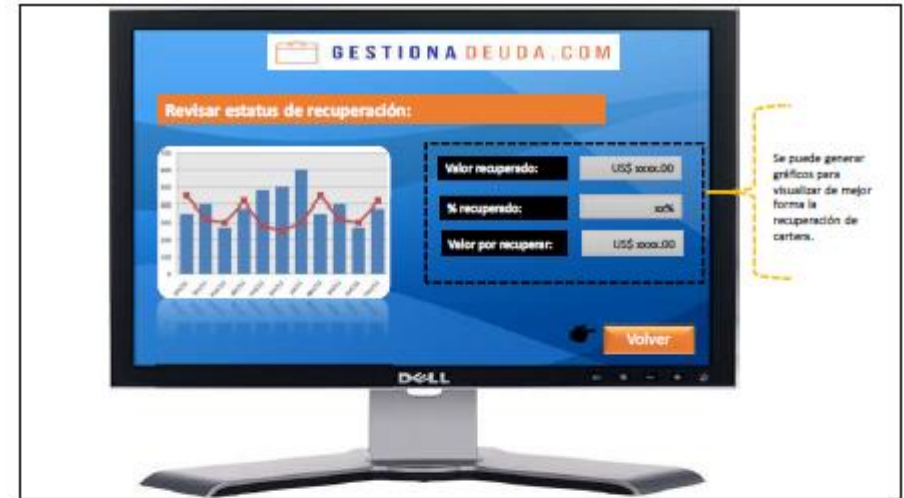 GESTIONADEUDA.COM
Revisar estatus de recuperación:
Valor recuperado:
US$ xxxx.00
% recuperado:
xx%
Valor por recuperar:
US$ xxxx.00
Volver
DELL
Se puede generar
gráficos para
visualizar de mejor
forma la
recuperación de
cartera.